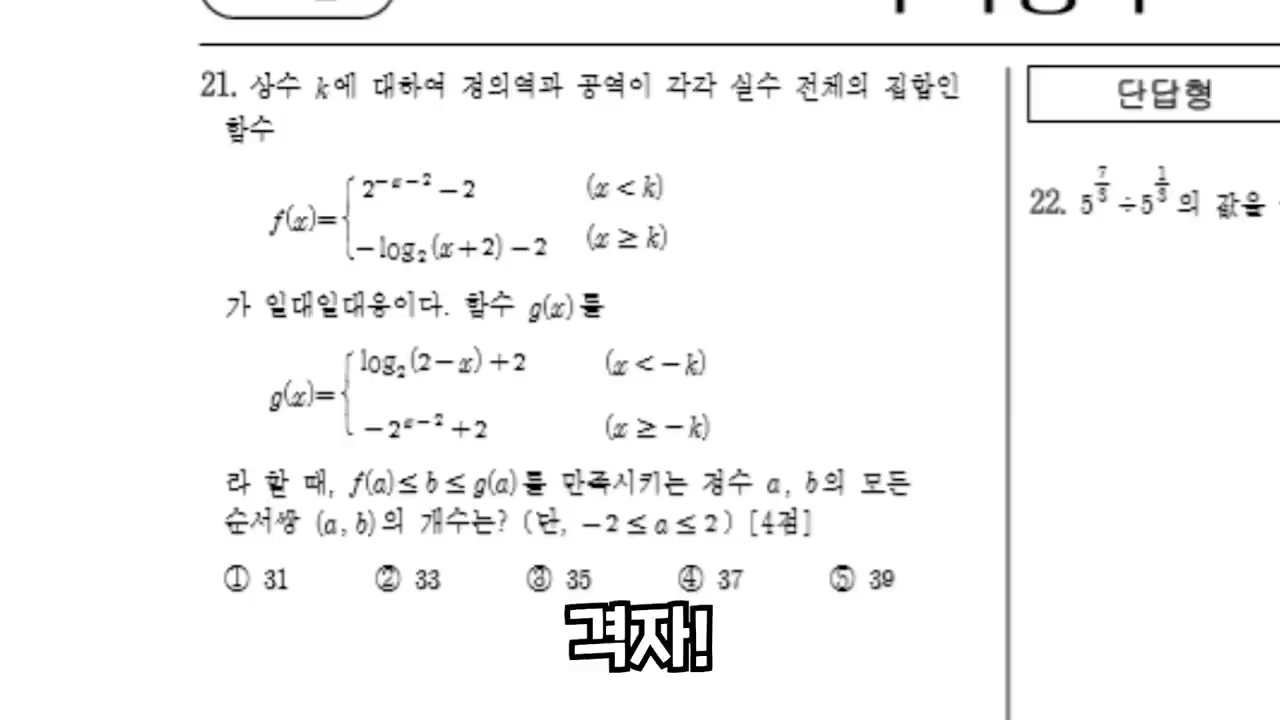 21. 상수 k에 대하여 정의역과 공역이 각각 실수 전체의 집합인
함수
f(x)= { 2^{-x-2} -2 (x < k)
-log₂(x+2)-2 (x ≥ k)
가 일대일대응이다. 함수 g(x)를
g(x)= { log₂(2-x)+2 (x < -k)
-2^{x-2} +2 (x ≥ -k)
라 할 때, f(a) ≤ b ≤ g(a)를 만족시키는 정수 a, b의 모든
순서쌍 (a, b)의 개수는? (단, -2 ≤ a ≤ 2) [4점]
① 31 ② 33 ③ 35 ④ 37 ⑤ 39
격자!
단답형
22. 5^{7/3} ÷ 5^{1/3}의 값을